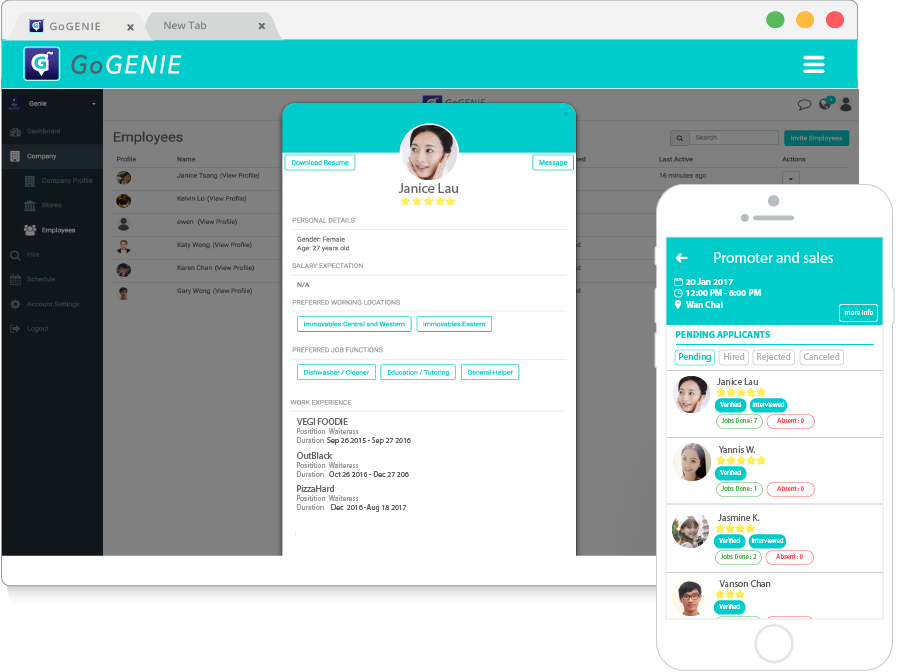 GoGENIE x New Tab x
GoGENIE
Genie
GoGENIE
x
Dashboard
Company
Company Profile
Stores
Employees
Hire
Schedule
Account Settings
Logout
Employees
Search
Invite Employees
Profile Name
Last Active Actions
Janice Tsang (View Profile)
16 minutes ago
Kelvin Lo (View Profile)
owen (View Profile)
Katy Wong (View Profile)
Karen Chan (View Profile)
Gary Wong (View Profile)
Download Resume
Message
Janice Lau
PERSONAL DETAILS
Gender: Female
Age: 27 years old
SALARY EXPECTATION
N/A
PREFERRED WORKING LOCATIONS
immovables.Central and Western immovables.Eastern
PREFERRED JOB FUNCTIONS
Dishwasher / Cleaner Education / Tutoring General Helper
WORK EXPERIENCE
VEGI FOODIE
Positition Waiteress
Duration Sep 26 2015 - Sep 27 2016
OutBlack
Positition Waiteress
Duration Oct 26 2016 - Dec 27 206
PizzaHard
Positition Waiteress
Duration Dec 2016 -Aug 18 2017
Promoter and sales
20 Jan 2017
12:00 PM - 6:00 PM
Wan Chai
more Info
PENDING APPLICANTS
Pending Hired Rejected Canceled
Janice Lau
Verified Interviewed
Jobs Done: 7 Absent: 0
Yannis W.
Verified
Jobs Done: 1 Absent: 0
Jasmine K.
Verified Interviewed
Jobs Done: 2 Absent: 0
Vanson Chan
Verified